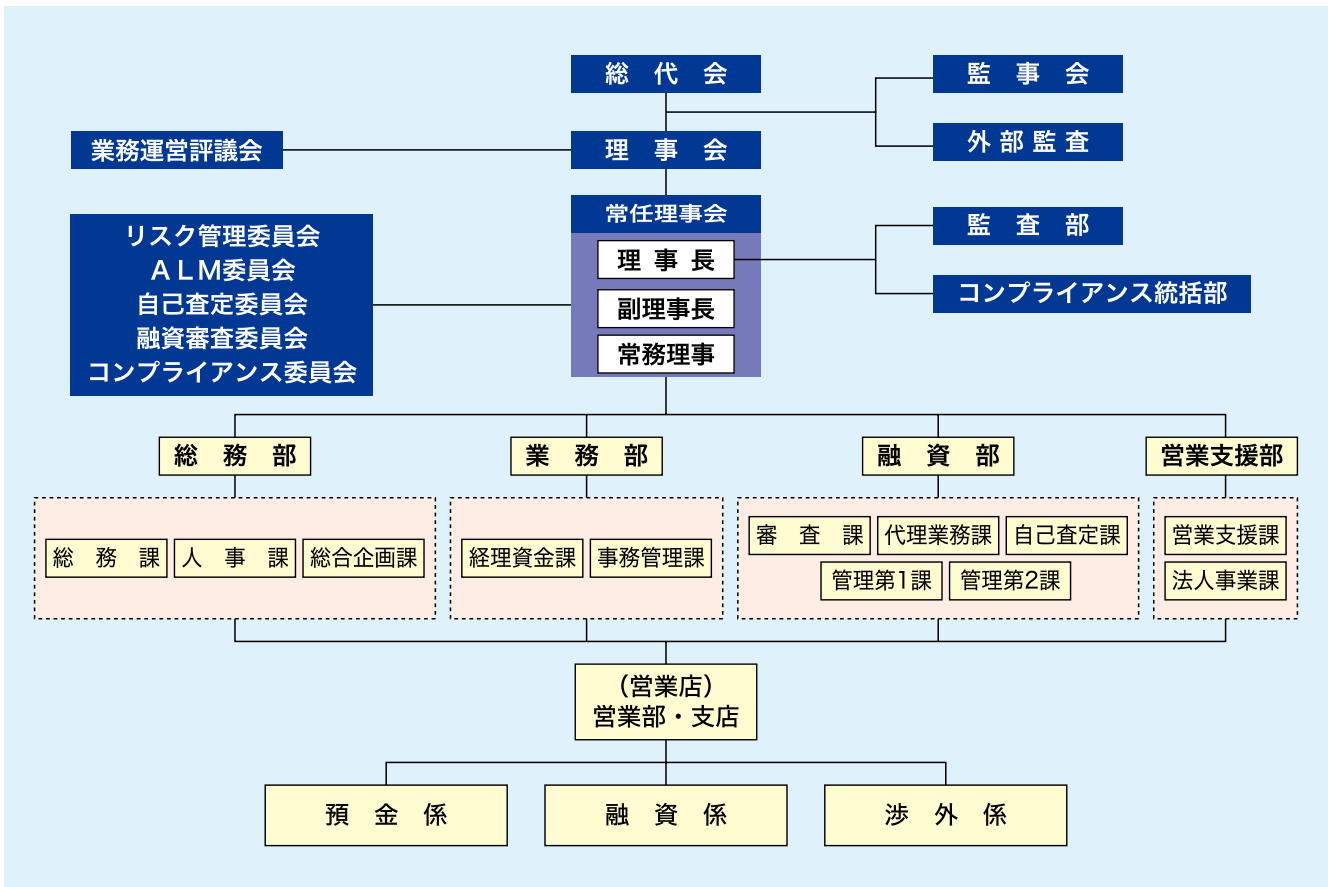 総代会
監事会
外部監査
業務運営評議会
理事会
常任理事会
理事長
副理事長
常務理事
監査部
コンプライアンス統括部
リスク管理委員会
ＡＬＭ委員会
自己査定委員会
融資審査委員会
コンプライアンス委員会
総務部
業務部
融資部
営業支援部
総務課
人事課
総合企画課
経理資金課
事務管理課
審査課
代理業務課
自己査定課
管理第1課
管理第2課
営業支援課
法人事業課
（営業店）
営業部・支店
預金係
融資係
渉外係